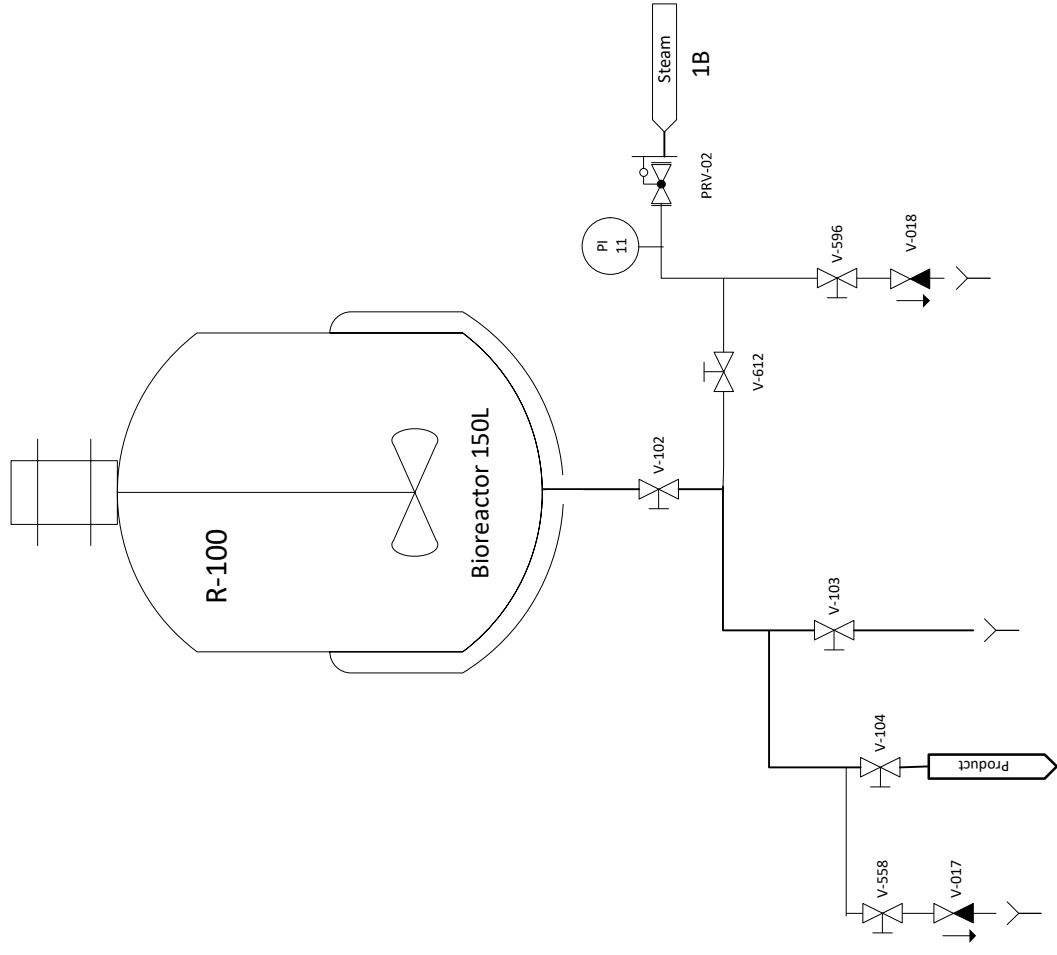 R-100
Bioreactor 150L
Steam
1B
PRV-02
PI
11
V-596
V-018
V-612
V-102
V-103
V-104
Product
V-558
V-017